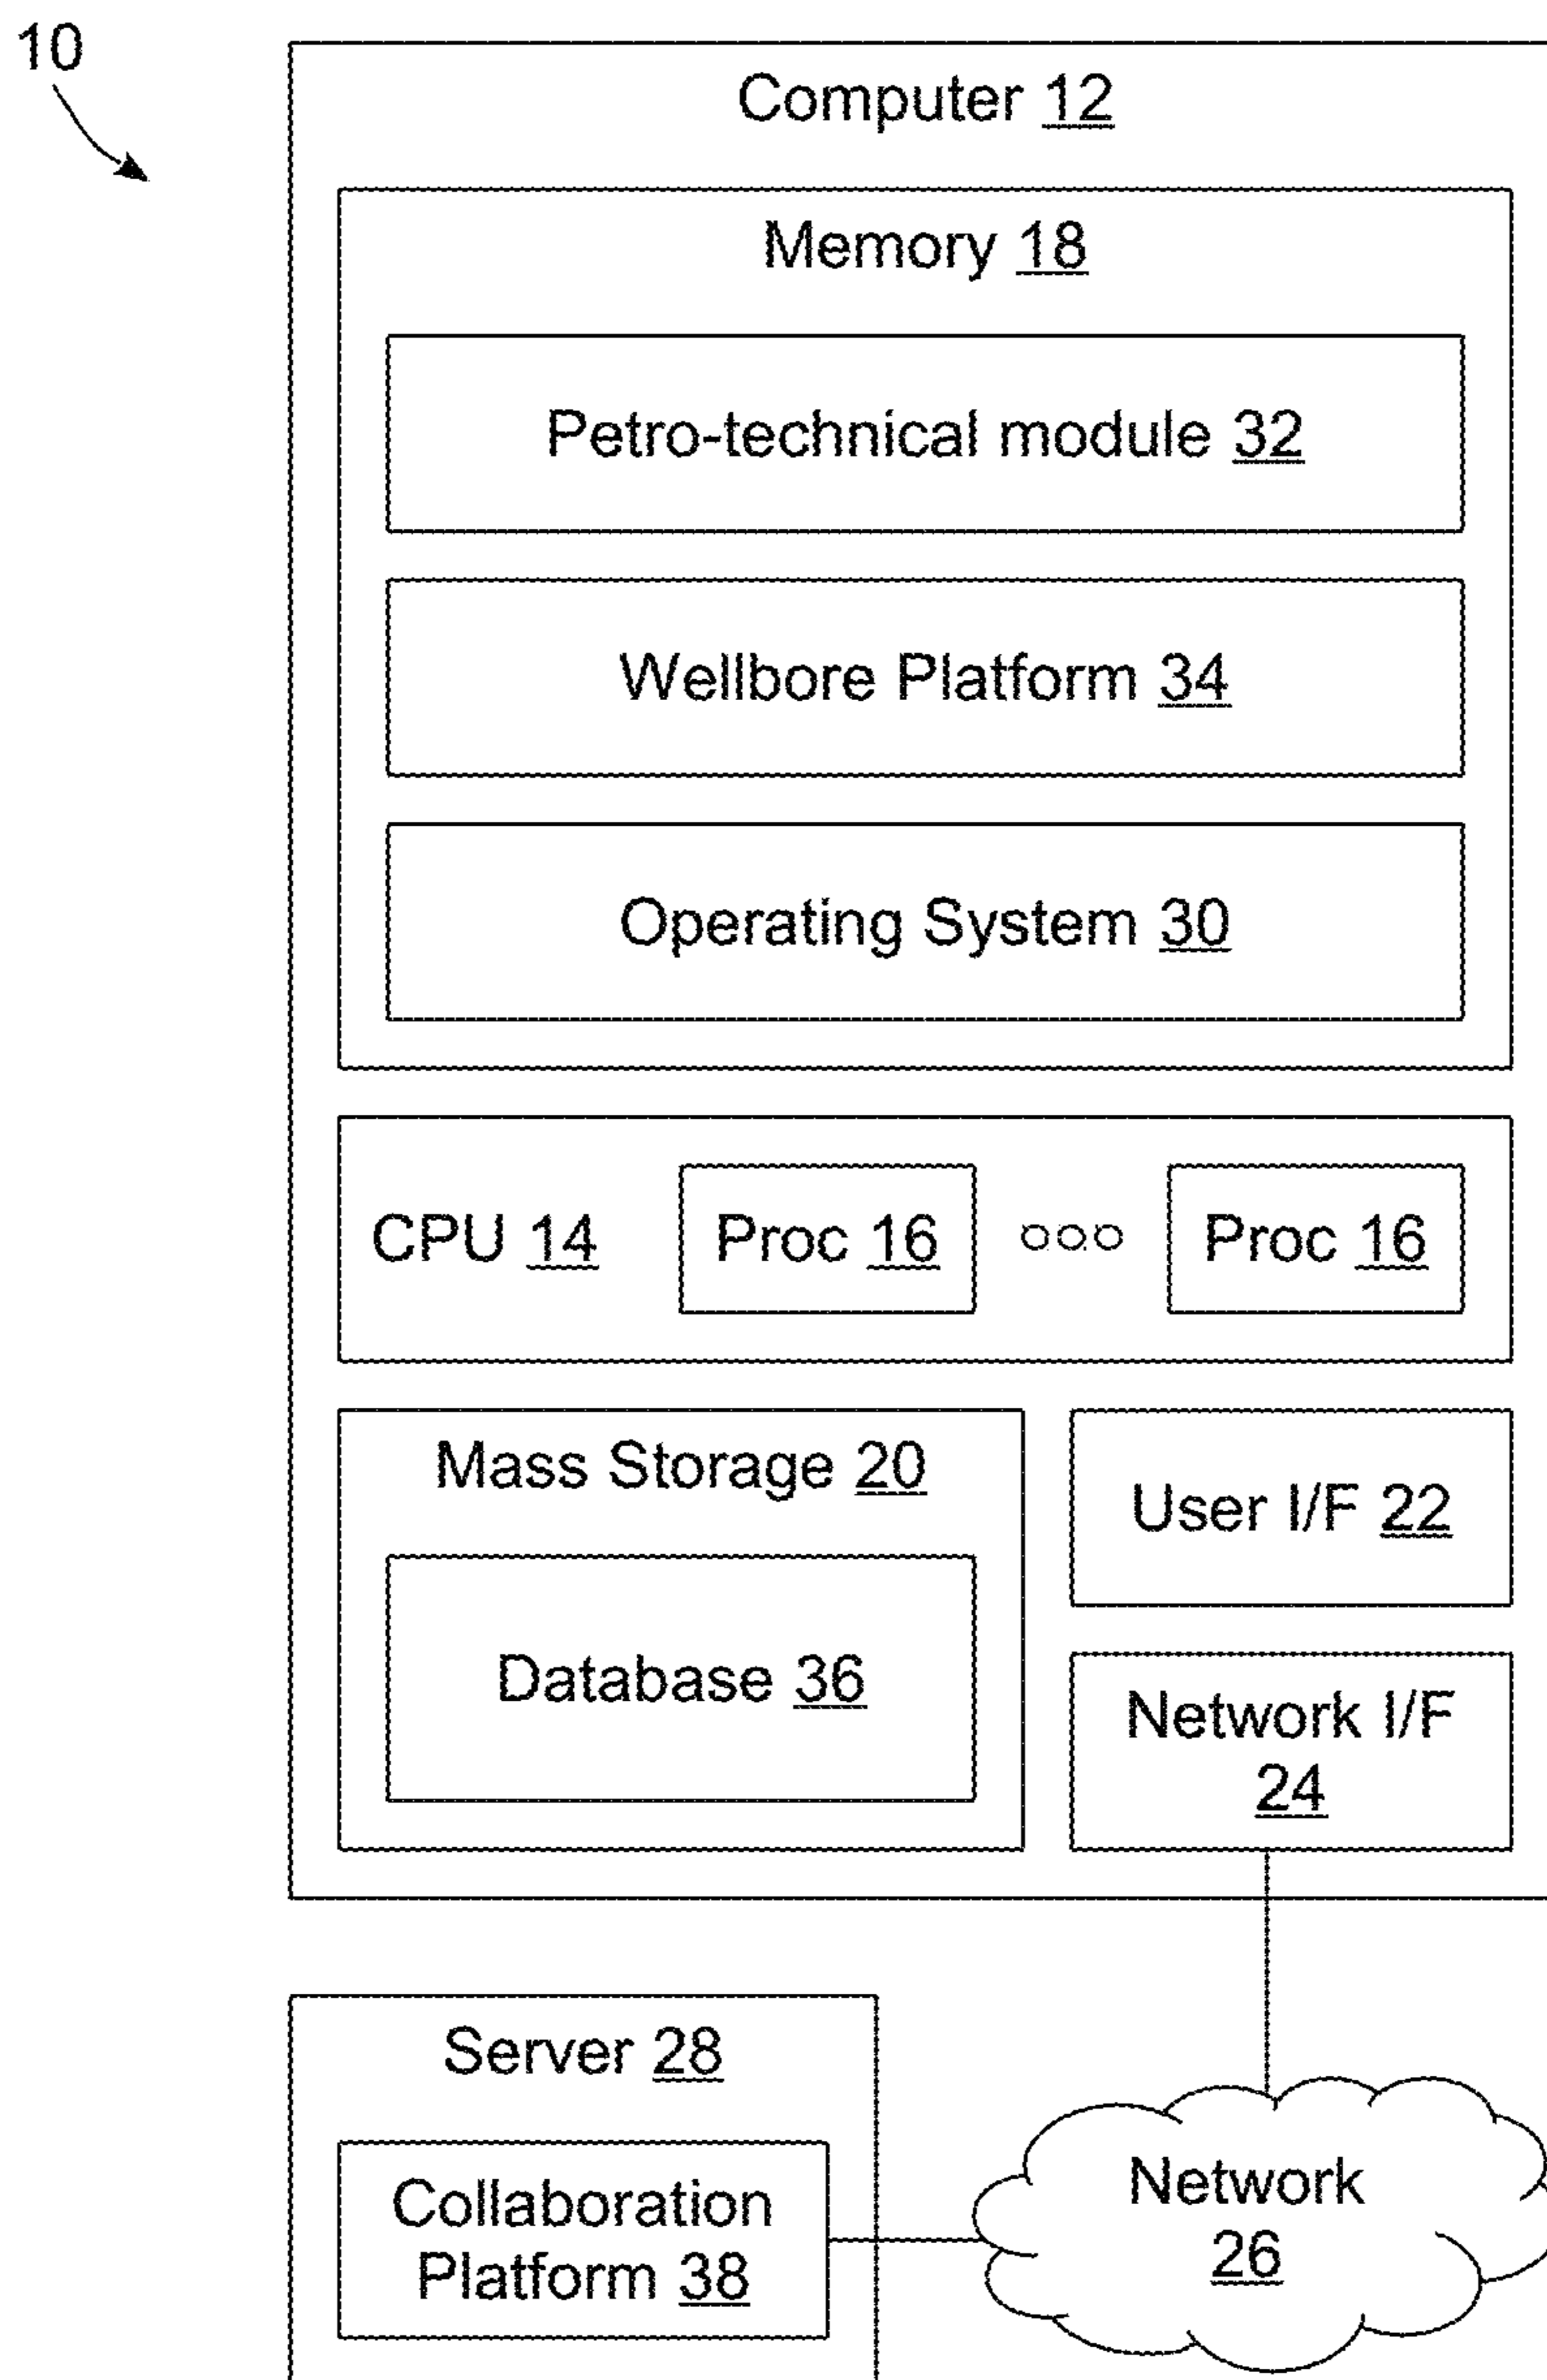 10
Computer 12
Memory 18
Petro-technical module 32
Wellbore Platform 34
Operating System 30
CPU 14
Proc 16
Proc 16
Mass Storage 20
Database 36
User I/F 22
Network I/F
24
Server 28
Collaboration
Platform 38
Network
26